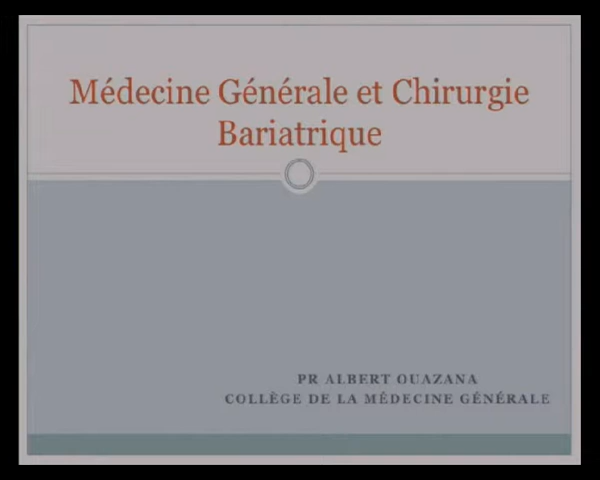 Médecine Générale et Chirurgie
Bariatrique
PR ALBERT OUAZANA
COLLÈGE DE LA MÉDECINE GÉNÉRALE